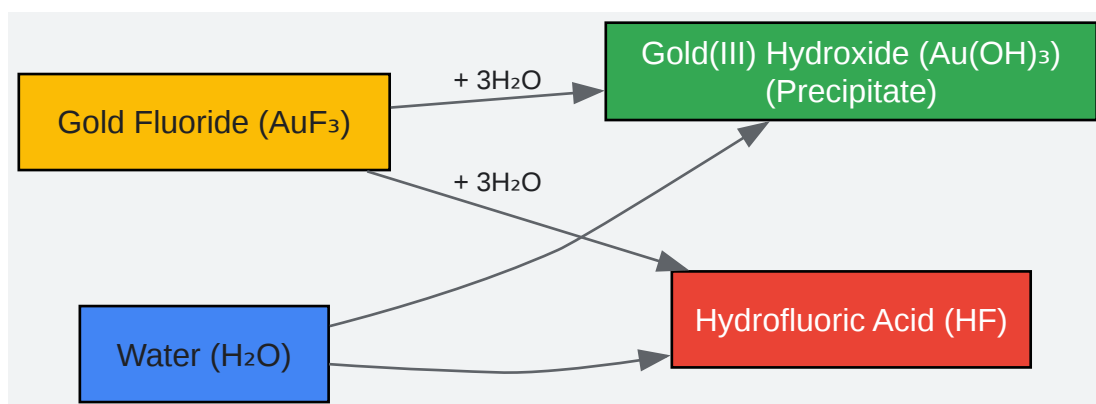 Gold Fluoride (AuF₃)
+ 3H₂O
Gold(III) Hydroxide (Au(OH)₃)
(Precipitate)
+ 3H₂O
Water (H₂O)
Hydrofluoric Acid (HF)